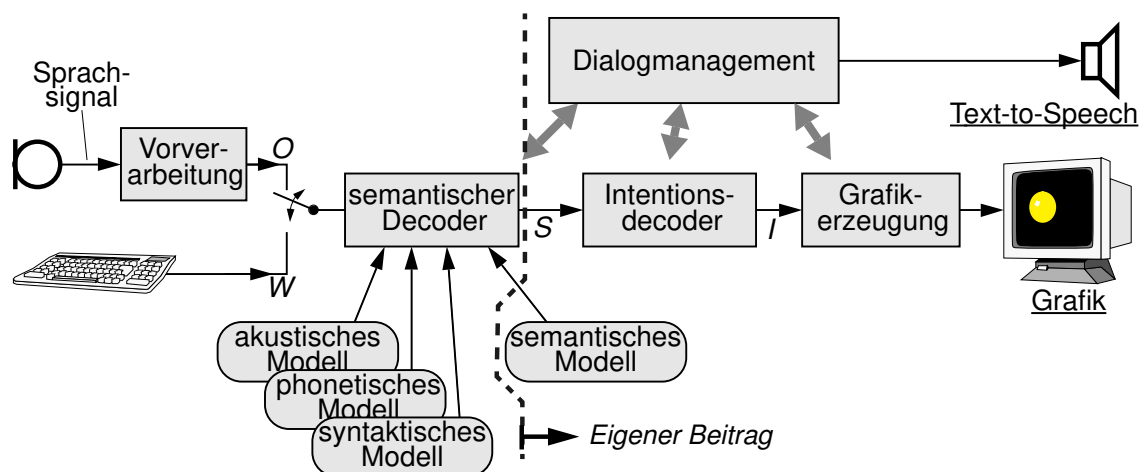 Sprach-
signal
Vorver-
arbeitung
O
W
semantischer
Decoder
S
Dialogmanagement
Text-to-Speech
Intentions-
decoder
I
Grafik-
erzeugung
Grafik
akustisches
Modell
phonetisches
Modell
syntaktisches
Modell
semantisches
Modell
Eigener Beitrag